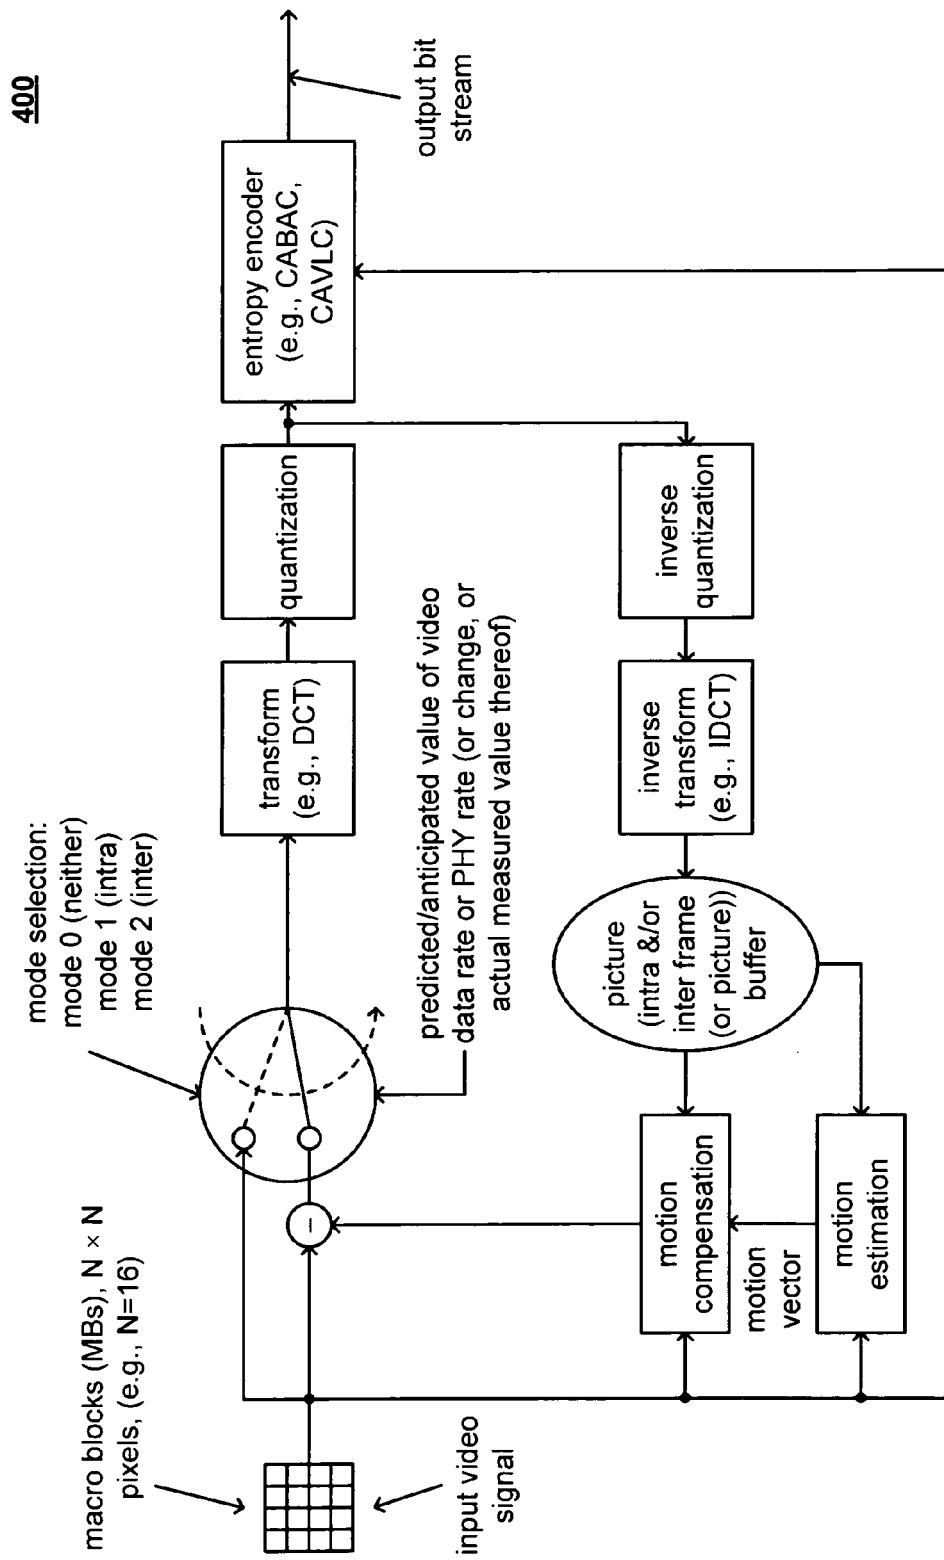 400
macro blocks (MBs), N × N
pixels, (e.g., N=16)
input video
signal
mode selection:
mode 0 (neither)
mode 1 (intra)
mode 2 (inter)
−
transform
(e.g., DCT)
quantization
entropy encoder
(e.g., CABAC,
CAVLC)
output bit
stream
predicted/anticipated value of video
data rate or PHY rate (or change, or
actual measured value thereof)
motion
compensation
motion
vector
motion
estimation
picture
(intra &/or
inter frame
(or picture))
buffer
inverse
transform
(e.g., IDCT)
inverse
quantization